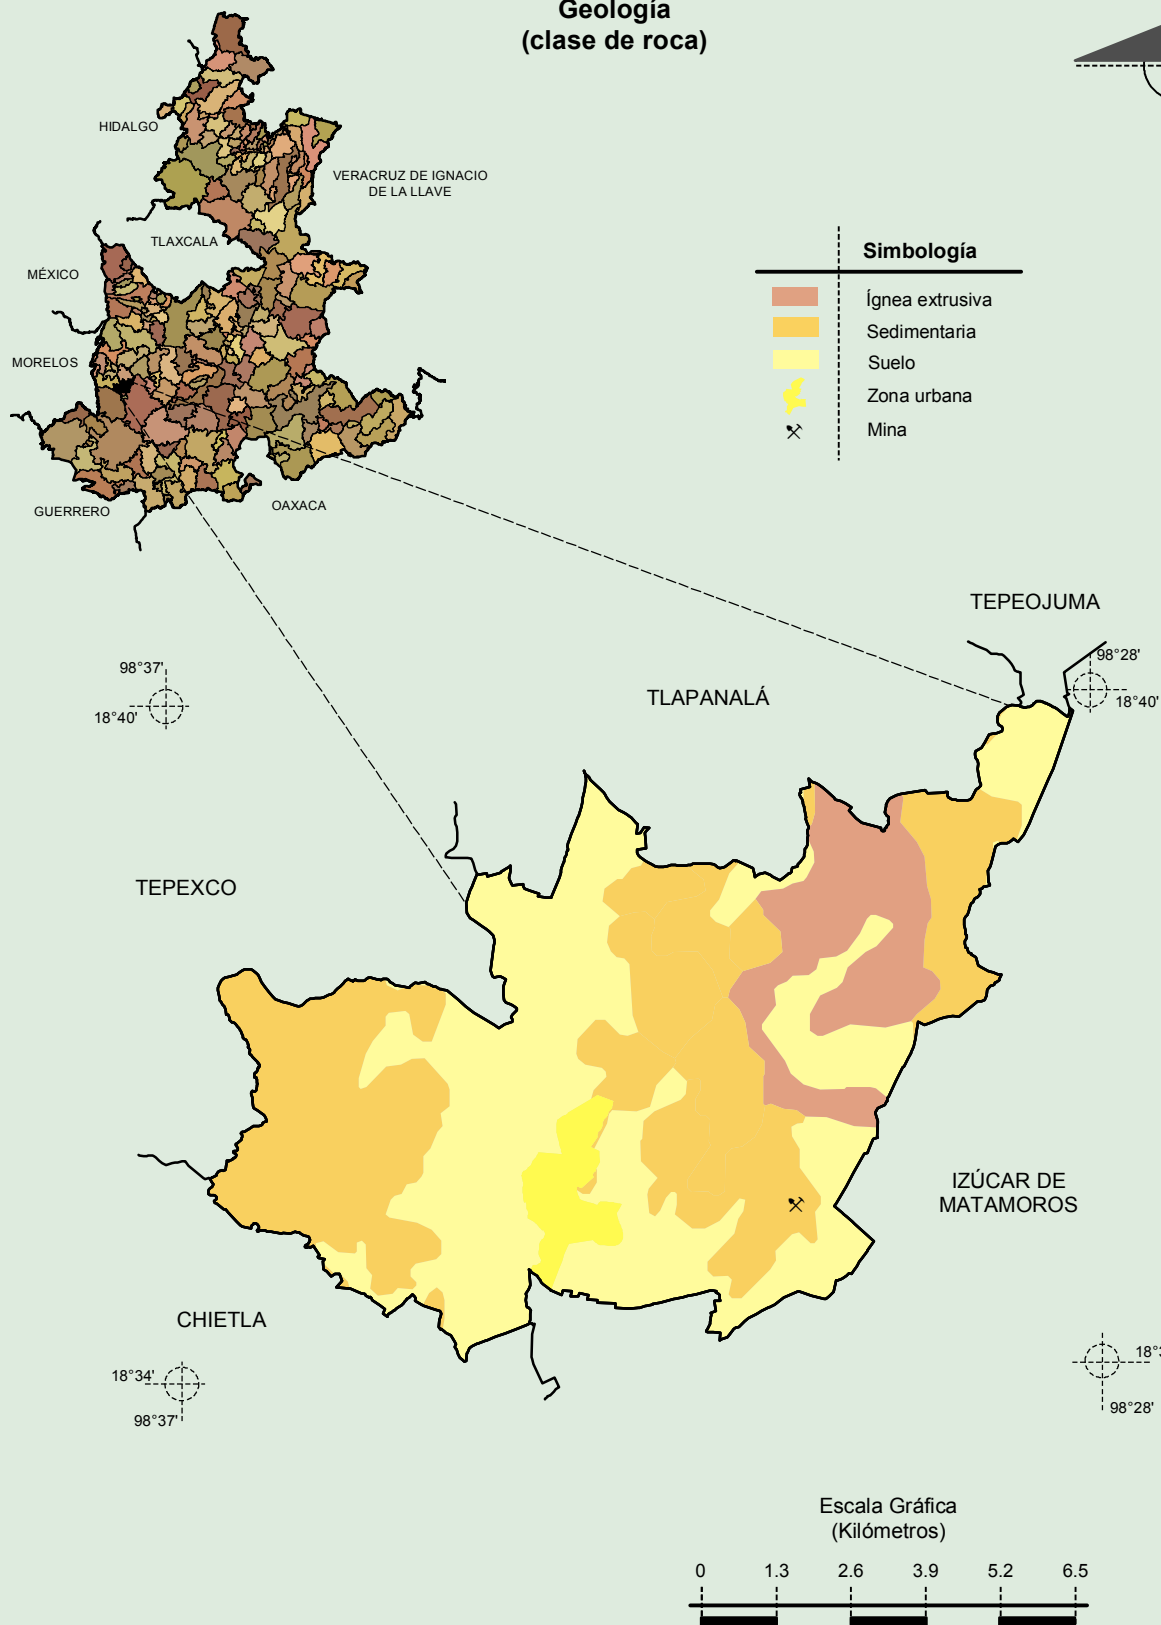 Geología
(clase de roca)
HIDALGO
VERACRUZ DE IGNACIO
DE LA LLAVE
TLAXCALA
MÉXICO
MORELOS
GUERRERO
OAXACA
Simbología
Ígnea extrusiva
Sedimentaria
Suelo
Zona urbana
Mina
TEPEOJUMA
98°37'
18°40'
TLAPANALÁ
98°28'
18°40'
TEPEXCO
IZÚCAR DE
MATAMOROS
CHIETLA
18°34'
98°37'
98°28'
Escala Gráfica
(Kilómetros)
0 1.3 2.6 3.9 5.2 6.5